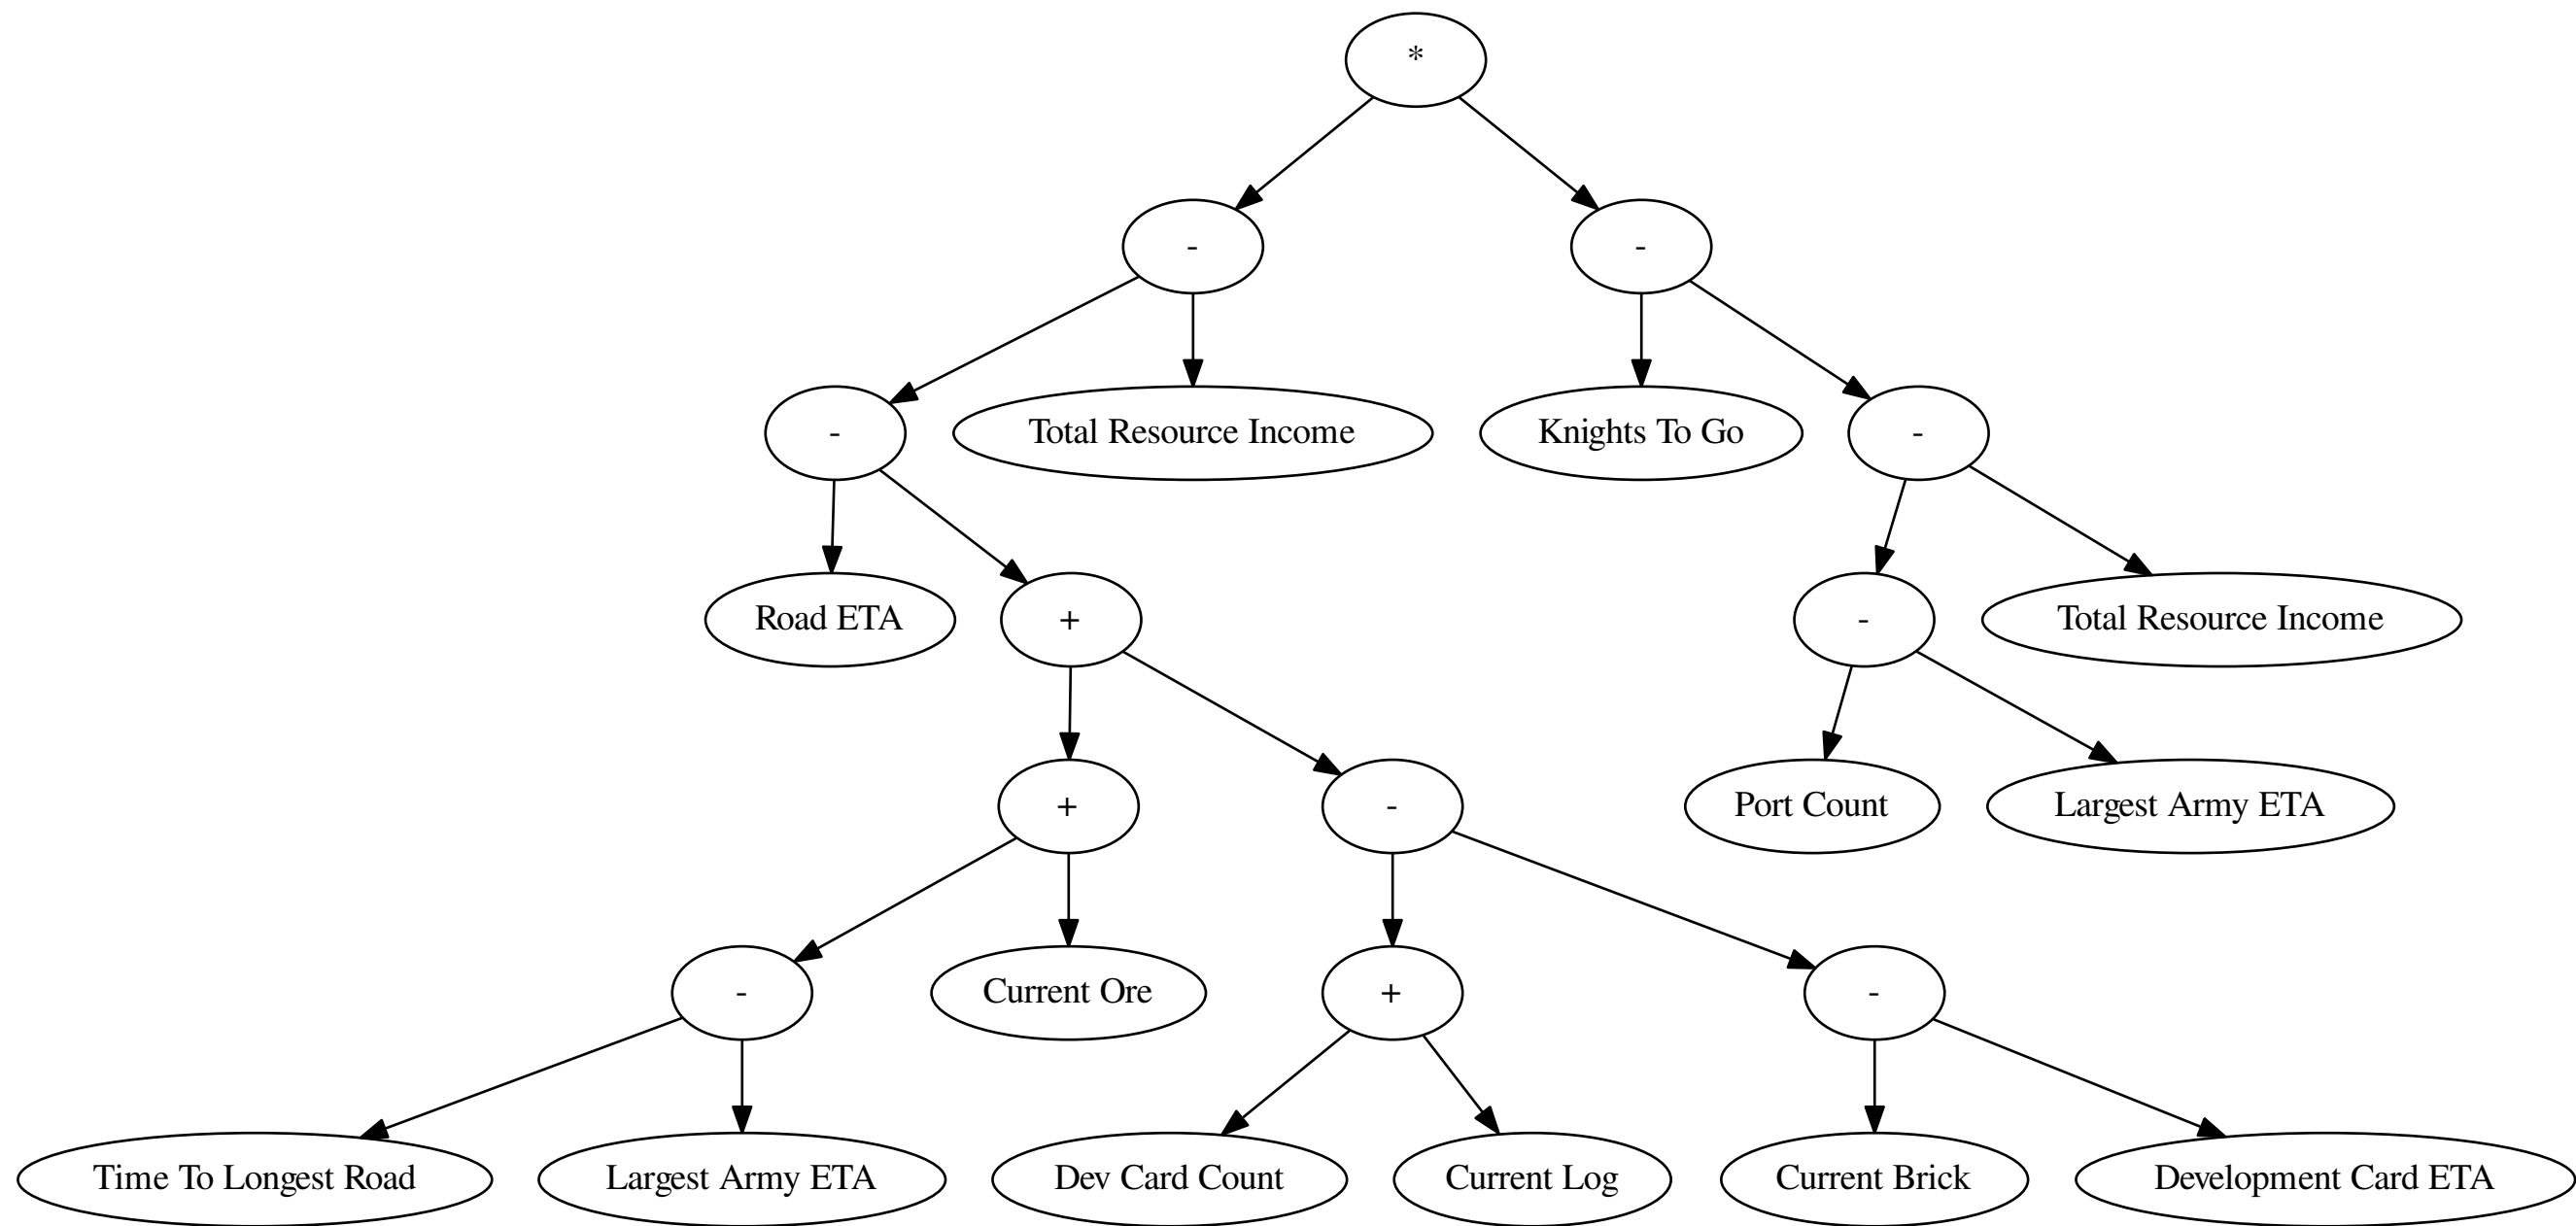 *
-
-
-
Total Resource Income
Knights To Go
-
Road ETA
+
-
Total Resource Income
+
-
Port Count
Largest Army ETA
-
Current Ore
+
-
Time To Longest Road
Largest Army ETA
Dev Card Count
Current Log
Current Brick
Development Card ETA